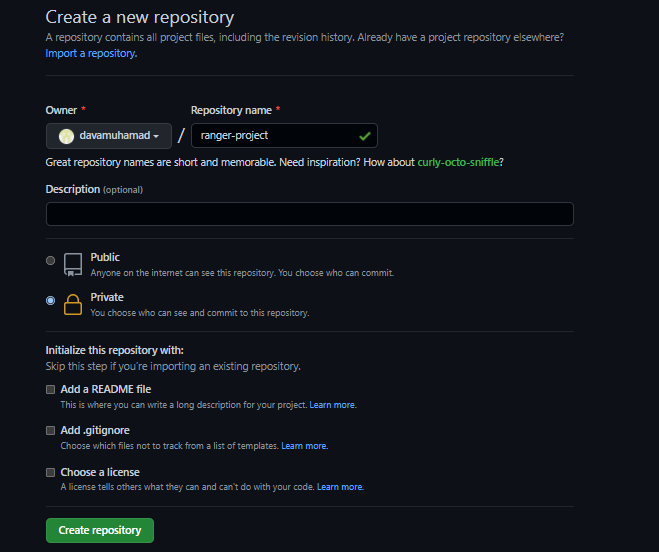 Create a new repository
A repository contains all project files, including the revision history. Already have a project repository elsewhere?
Import a repository.
Owner * Repository name *
davamuhamad / ranger-project
Great repository names are short and memorable. Need inspiration? How about curly-octo-sniffle?
Description (optional)
Public
Anyone on the internet can see this repository. You choose who can commit.
Private
You choose who can see and commit to this repository.
Initialize this repository with:
Skip this step if you're importing an existing repository.
Add a README file
This is where you can write a long description for your project. Learn more.
Add .gitignore
Choose which files not to track from a list of templates. Learn more.
Choose a license
A license tells others what they can and can't do with your code. Learn more.
Create repository